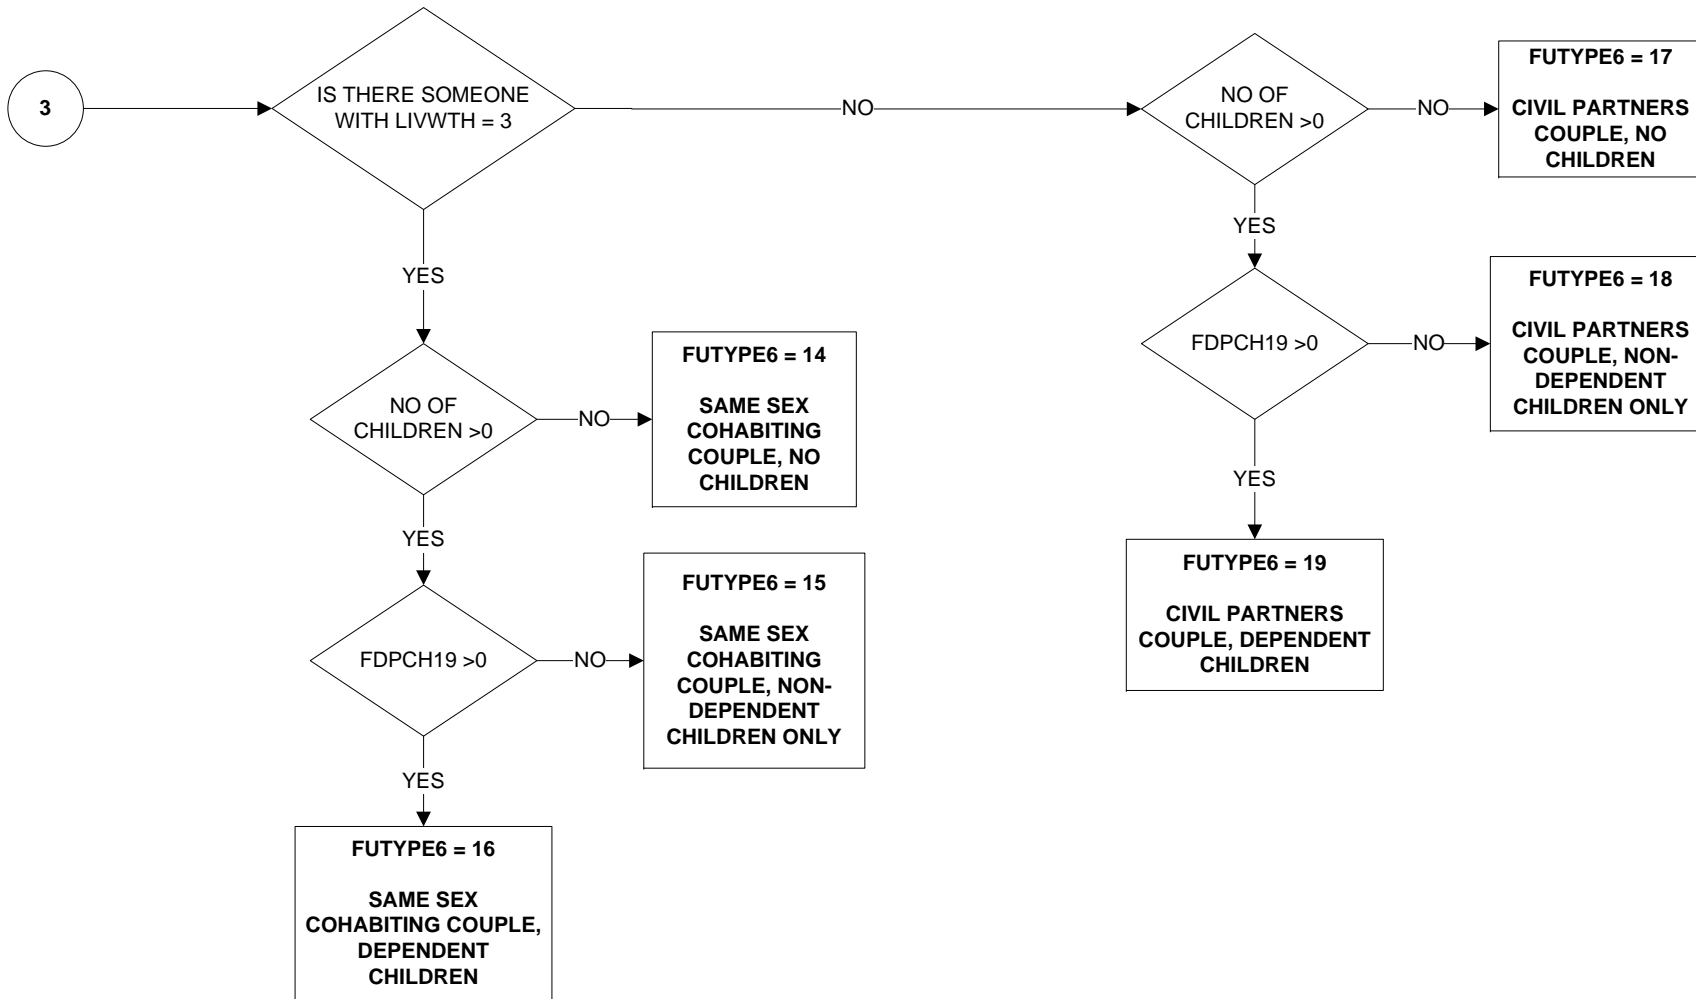 3
IS THERE SOMEONE
WITH LIVWTH = 3
NO
NO OF
CHILDREN >0
NO
FUTYPE6 = 17
CIVIL PARTNERS
COUPLE, NO
CHILDREN
YES
YES
FDPCH19 >0
NO
FUTYPE6 = 18
CIVIL PARTNERS
COUPLE, NON-
DEPENDENT
CHILDREN ONLY
NO OF
CHILDREN >0
NO
FUTYPE6 = 14
SAME SEX
COHABITING
COUPLE, NO
CHILDREN
YES
YES
FUTYPE6 = 19
CIVIL PARTNERS
COUPLE, DEPENDENT
CHILDREN
FDPCH19 >0
NO
FUTYPE6 = 15
SAME SEX
COHABITING
COUPLE, NON-
DEPENDENT
CHILDREN ONLY
YES
FUTYPE6 = 16
SAME SEX
COHABITING COUPLE,
DEPENDENT
CHILDREN